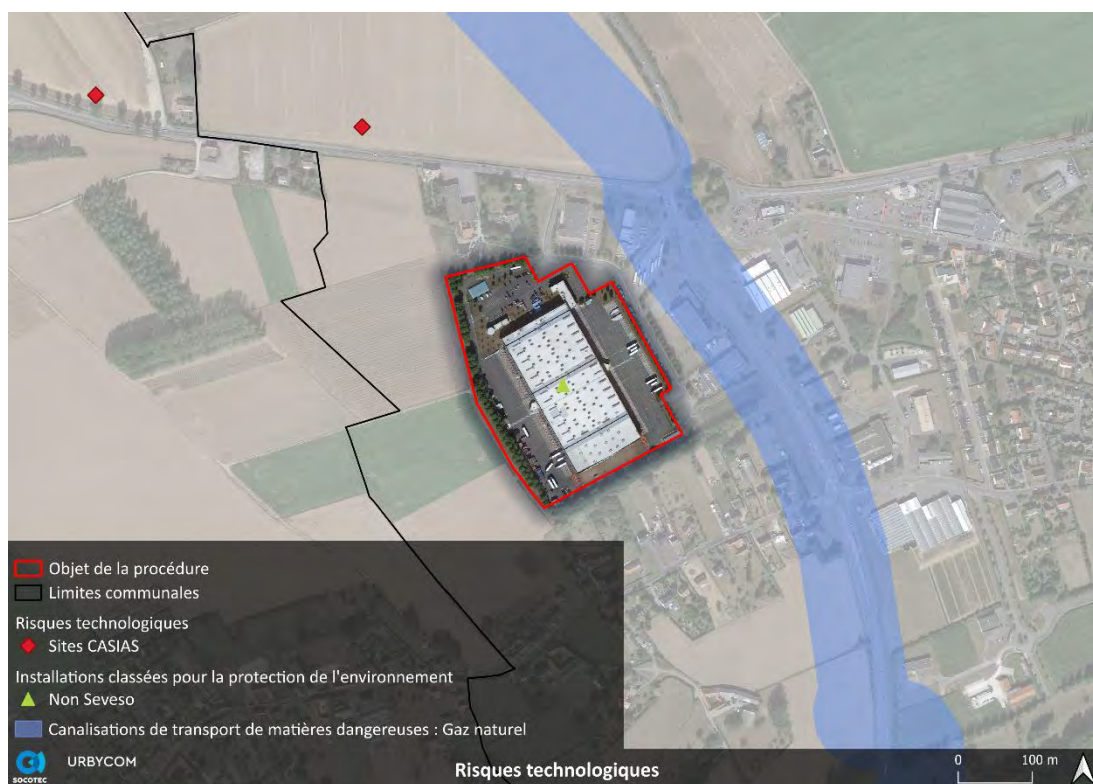 Objet de la procédure
Limites communales
Risques technologiques
Sites CASIAS
Installations classées pour la protection de l'environnement
Non Seveso
Canalisations de transport de matières dangereuses : Gaz naturel
SOCOTEC
URBYCOM
Risques technologiques
0 100 m